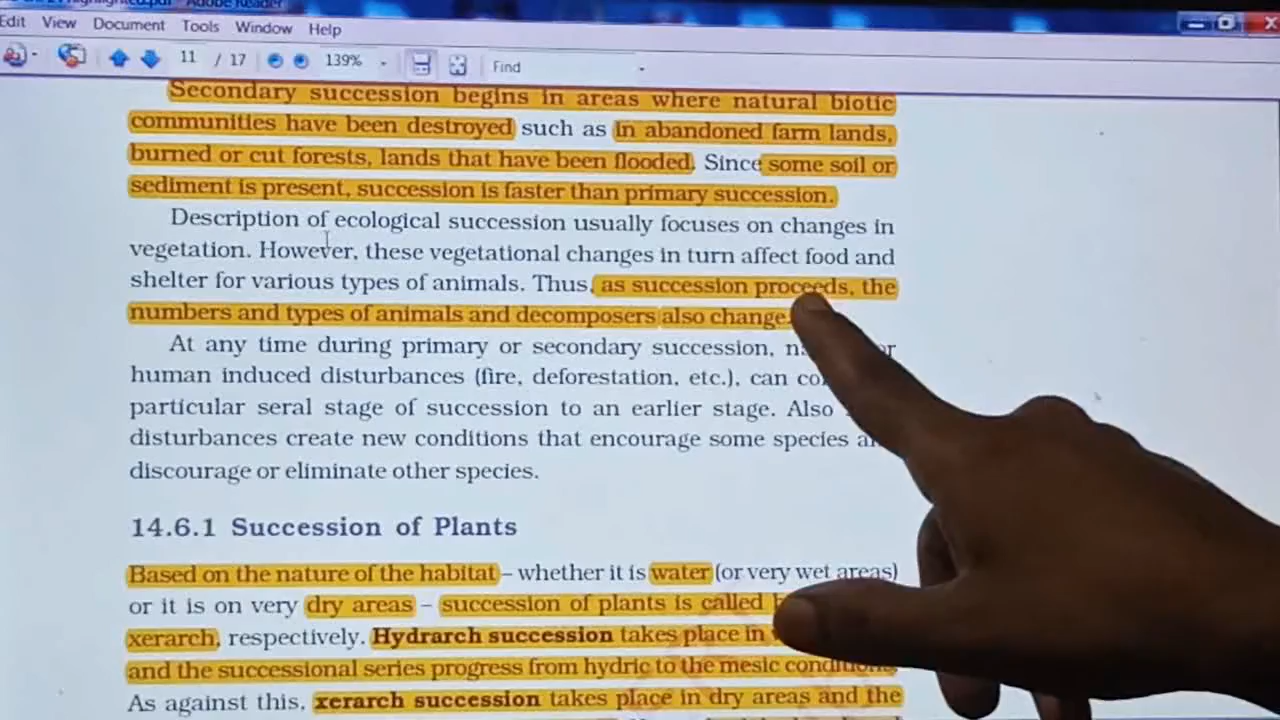 Edit View Document Tools Window Help
11 / 17 139% Find
Secondary succession begins in areas where natural biotic
communities have been destroyed such as in abandoned farm lands,
burned or cut forests, lands that have been flooded. Since some soil or
sediment is present, succession is faster than primary succession.
Description of ecological succession usually focuses on changes in
vegetation. However, these vegetational changes in turn affect food and
shelter for various types of animals. Thus, as succession proceeds, the
numbers and types of animals and decomposers also change.
At any time during primary or secondary succession,
human induced disturbances (fire, deforestation, etc.), can
particular seral stage of succession to an earlier stage. Also
disturbances create new conditions that encourage some species
discourage or eliminate other species.
14.6.1 Succession of Plants
Based on the nature of the habitat – whether it is water (or very wet areas)
or it is on very dry areas – succession of plants is called
xerarch, respectively. Hydrarch succession takes place in
and the successional series progress from hydric to the mesic conditions.
As against this, xerarch succession takes place in dry areas and the